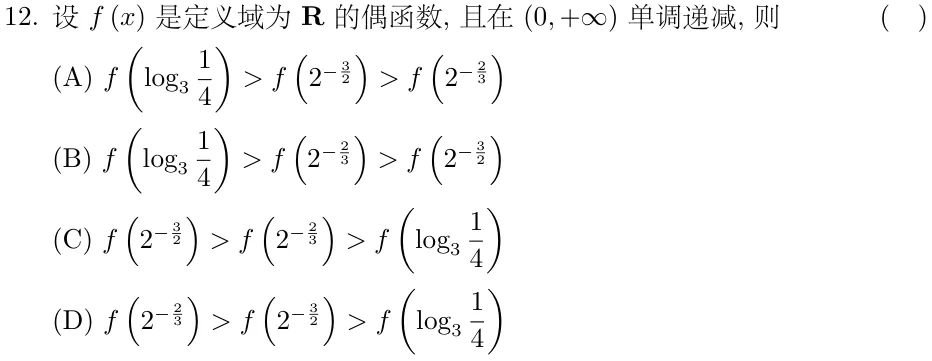 12. 设 f (x) 是定义域为 R 的偶函数, 且在 (0, +∞) 单调递减, 则 ( )
(A) f(log₃ 1/4) > f(2^{-3/2}) > f(2^{-2/3})
(B) f(log₃ 1/4) > f(2^{-2/3}) > f(2^{-3/2})
(C) f(2^{-3/2}) > f(2^{-2/3}) > f(log₃ 1/4)
(D) f(2^{-2/3}) > f(2^{-3/2}) > f(log₃ 1/4)